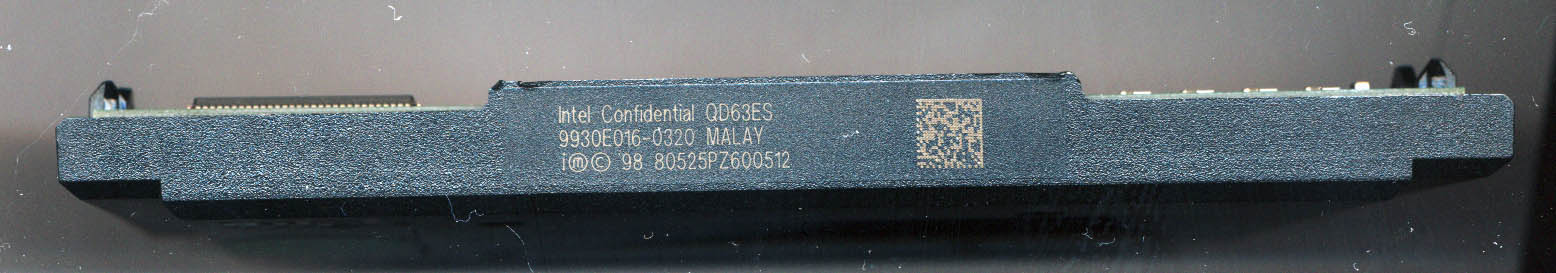 Intel Confidential QD63ES
9930E016-0320 MALAY
i ⓜ © 98 80525PZ600512